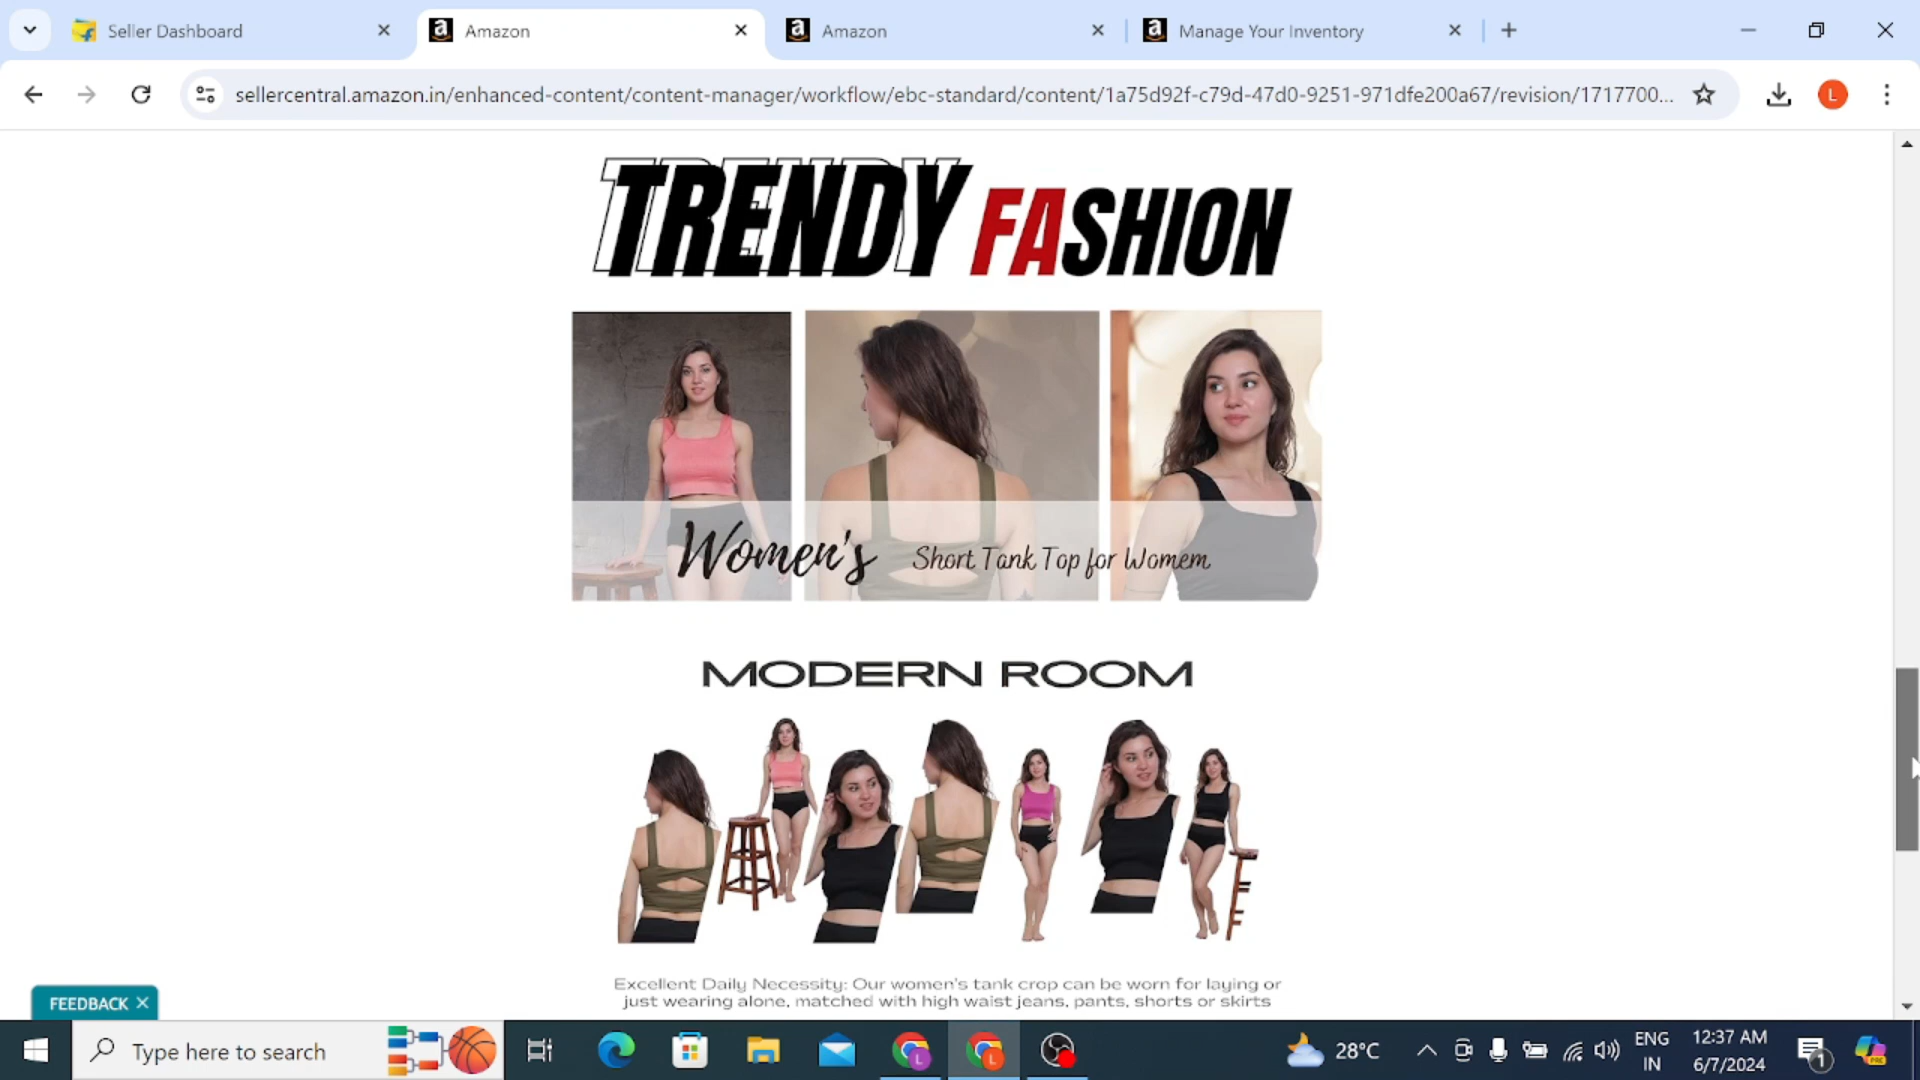 Seller Dashboard
Amazon
Amazon
Manage Your Inventory
sellercentral.amazon.in/enhanced-content/content-manager/workflow/ebc-standard/content/1a75d92f-c79d-47d0-9251-971dfe200a67/revision/1717700...
L
TRENDY FASHION
Women's Short Tank Top for Womem
MODERN ROOM
Excellent Daily Necessity: Our women's tank crop can be worn for laying or
just wearing alone, matched with high waist jeans, pants, shorts or skirts
FEEDBACK
Type here to search
L
L
28°C
ENG
IN
12:37 AM
6/7/2024
1
PRE